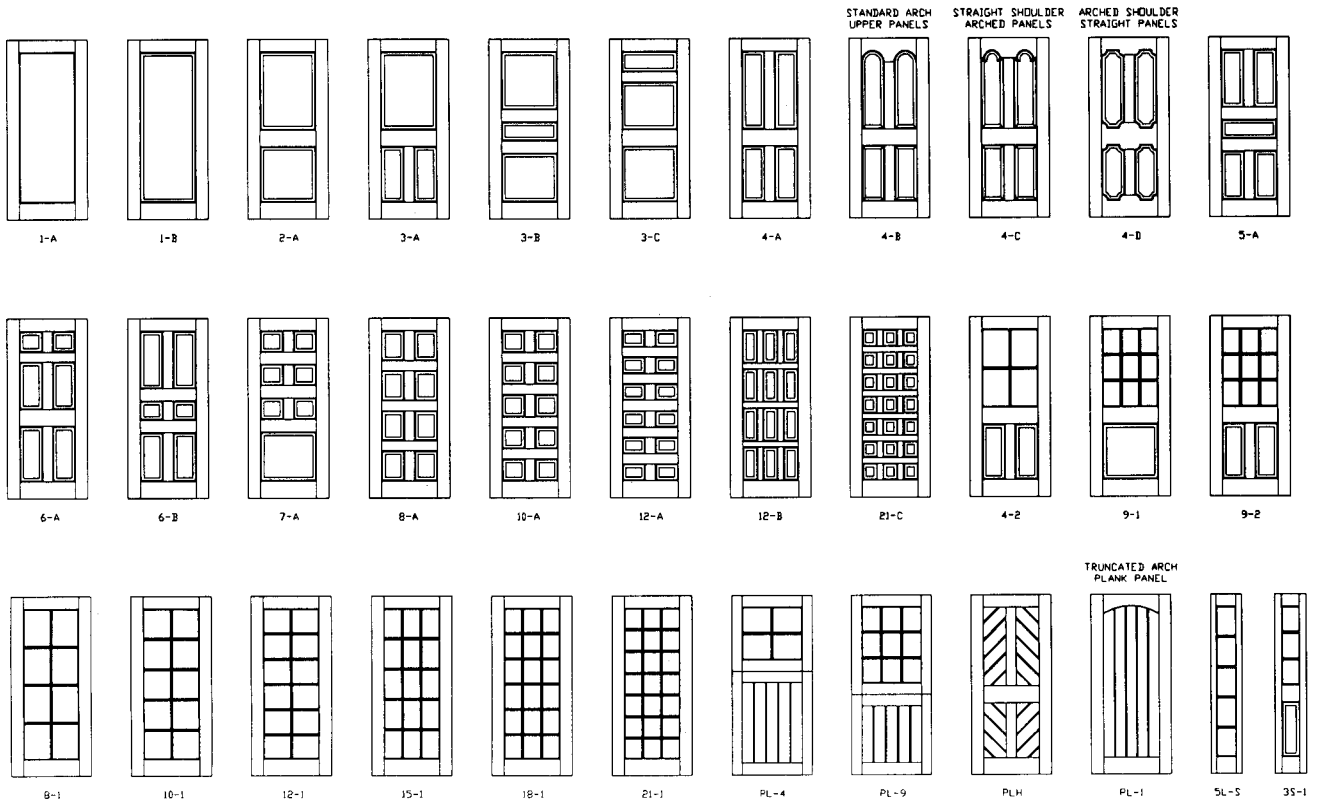 STANDARD ARCH
UPPER PANELS
STRAIGHT SHOULDER
ARCHED PANELS
ARCHED SHOULDER
STRAIGHT PANELS
1-A 1-B 2-A 3-A 3-B 3-C 4-A 4-B 4-C 4-D 5-A
6-A 6-B 7-A 8-A 10-A 12-A 12-B 21-C 4-2 9-1 9-2
TRUNCATED ARCH
PLANK PANEL
8-1 10-1 12-1 15-1 18-1 21-1 PL-4 PL-9 PLH PL-1 5L-S 3S-1